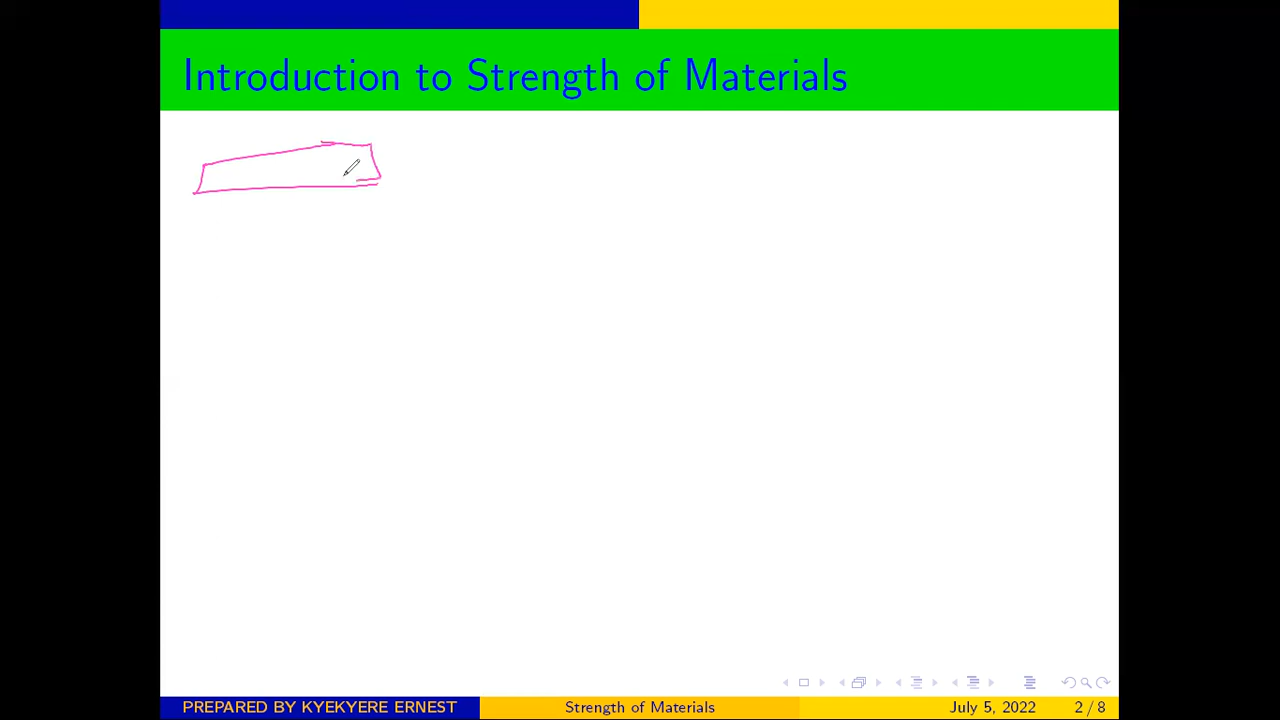 Introduction to Strength of Materials
PREPARED BY KYEKYERE ERNEST
Strength of Materials
July 5, 2022
2 / 8